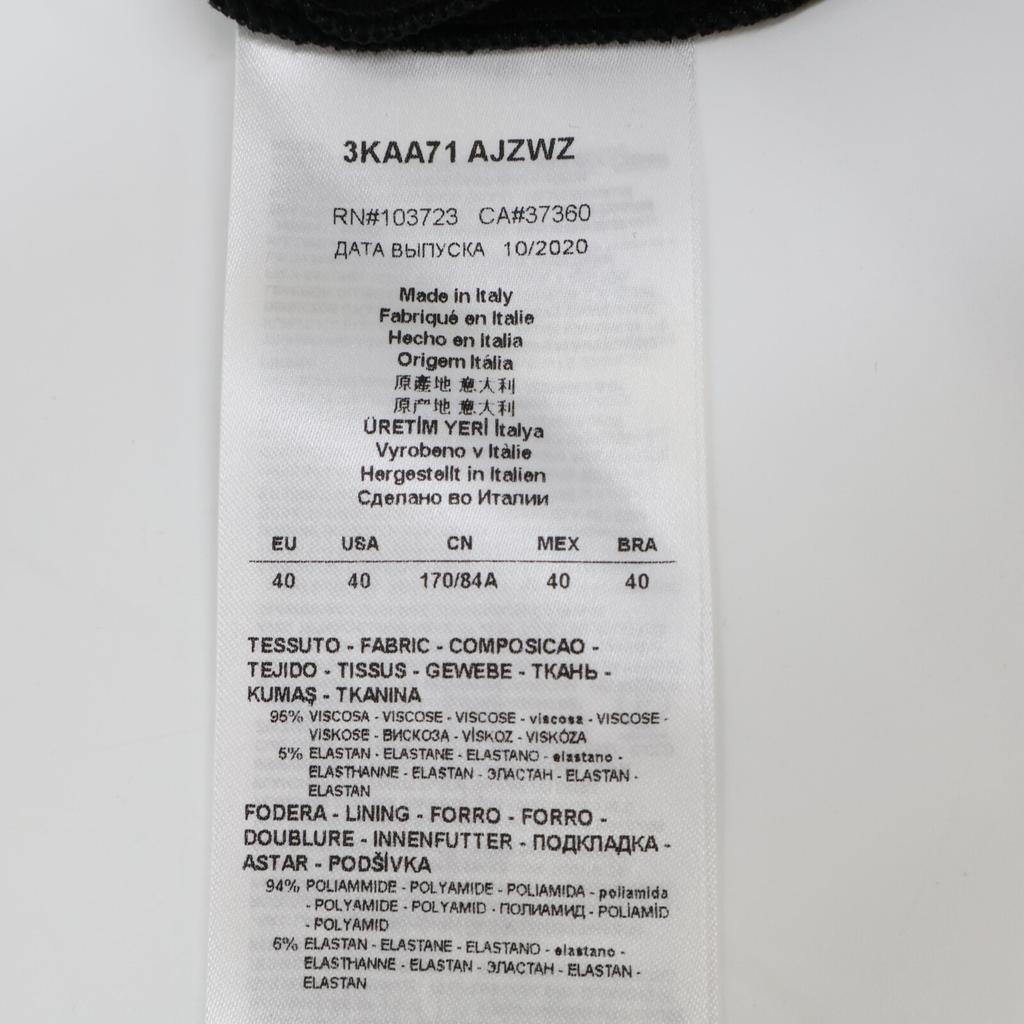 3KAA71 AJZWZ
RN#103723 CA#37360
ДАТА ВЫПУСКА 10/2020
Made in Italy
Fabriqué en Italie
Hecho en Italia
Origem Itália
原產地 意大利
原产地 意大利
ÜRETİM YERİ İtalya
Vyrobeno v Itàlie
Hergestellt in Italien
Сделано во Италии
EU USA CN MEX BRA
40 40 170/84A 40 40
TESSUTO - FABRIC - COMPOSICAO -
TEJIDO - TISSUS - GEWEBE - ТКАНЬ -
KUMAŞ - TKANINA
95% VISCOSA - VISCOSE - VISCOSE - viscosa - VISCOSE -
VISKOSE - ВИСКОЗА - VİSKOZ - VISKÓZA
5% ELASTAN - ELASTANE - ELASTANO - elastano -
ELASTHANNE - ELASTAN - ЭЛАСТАН - ELASTAN -
ELASTAN
FODERA - LINING - FORRO - FORRO -
DOUBLURE - INNENFUTTER - ПОДКЛАДКА -
ASTAR - PODŠÍVKA
94% POLIAMMIDE - POLYAMIDE - POLIAMIDA - poliamida
- POLYAMIDE - POLYAMID - ПОЛИАМИД - POLİAMİD
- POLYAMID
6% ELASTAN - ELASTANE - ELASTANO - elastano -
ELASTHANNE - ELASTAN - ЭЛАСТАН - ELASTAN -
ELASTAN